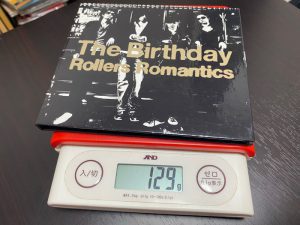 The Birthday
Rollers Romantics
AND
129g
入/切
ゼロ